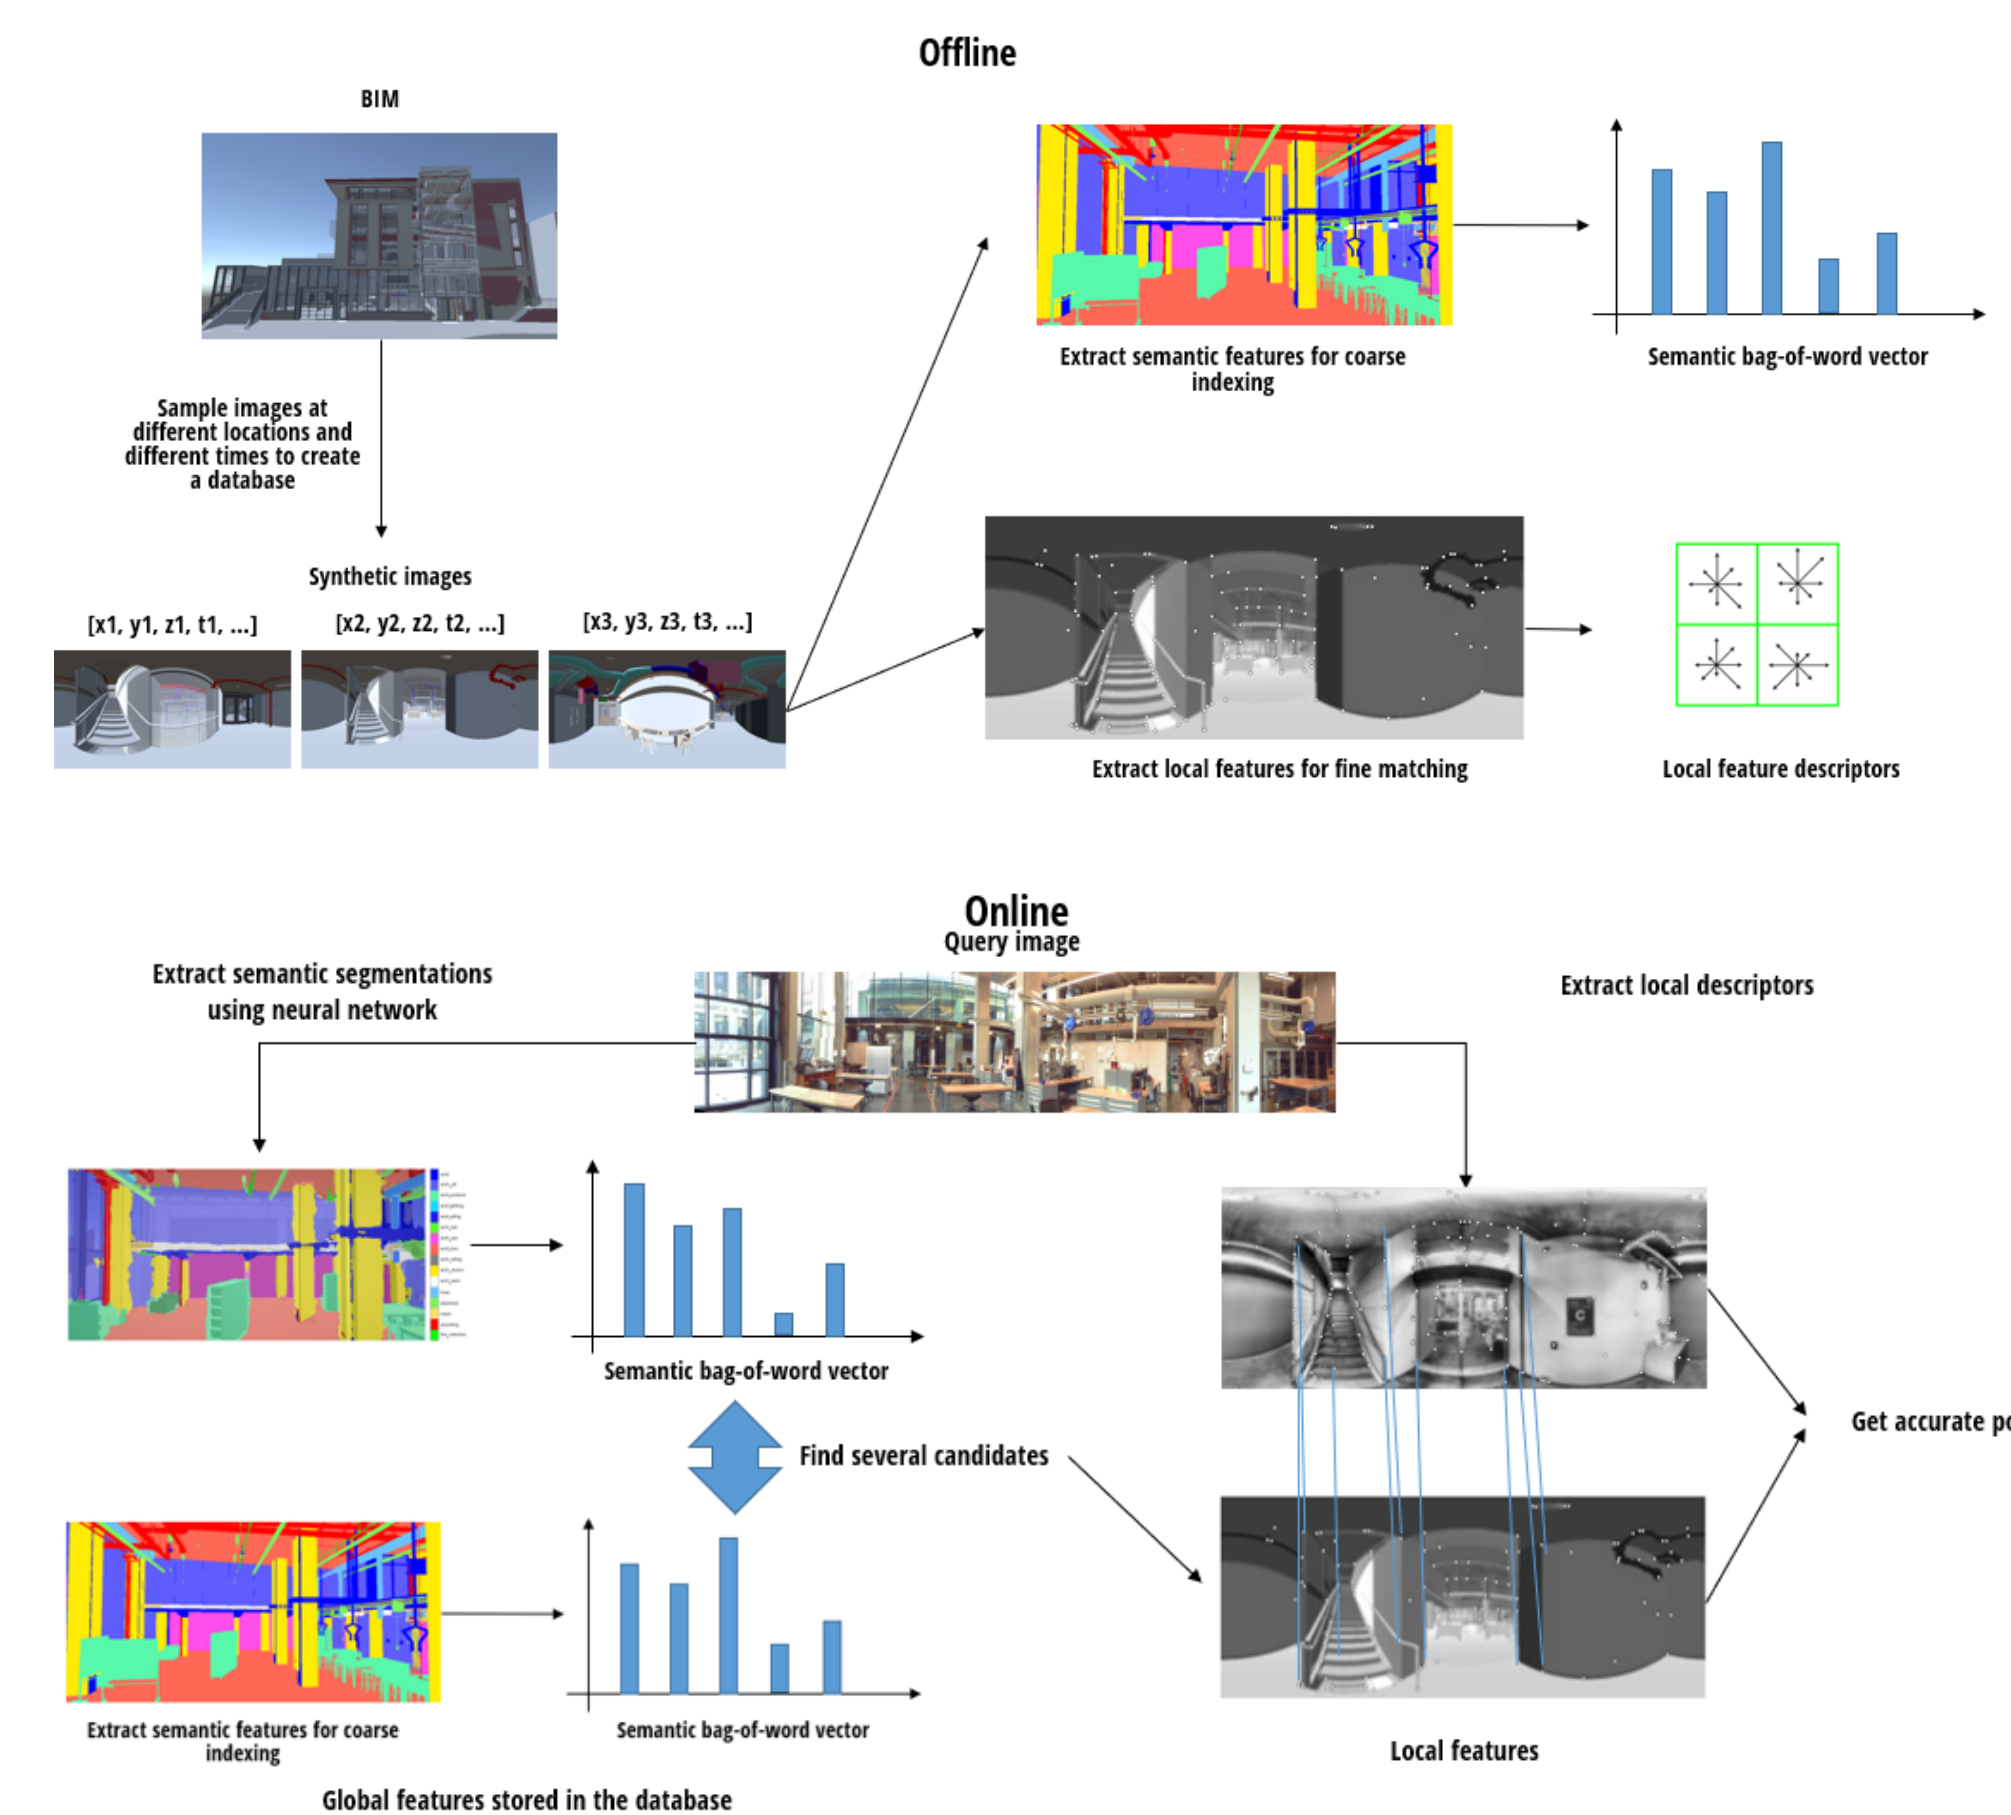 Offline
BIM
Sample images at
different locations and
different times to create
a database
Synthetic images
[x1, y1, z1, t1, ...]
[x2, y2, z2, t2, ...]
[x3, y3, z3, t3, ...]
Extract semantic features for coarse
indexing
Semantic bag-of-word vector
Extract local features for fine matching
Local feature descriptors
Online
Query image
Extract semantic segmentations
using neural network
Extract local descriptors
Semantic bag-of-word vector
Find several candidates
Get accurate
Extract semantic features for coarse
indexing
Semantic bag-of-word vector
Local features
Global features stored in the database